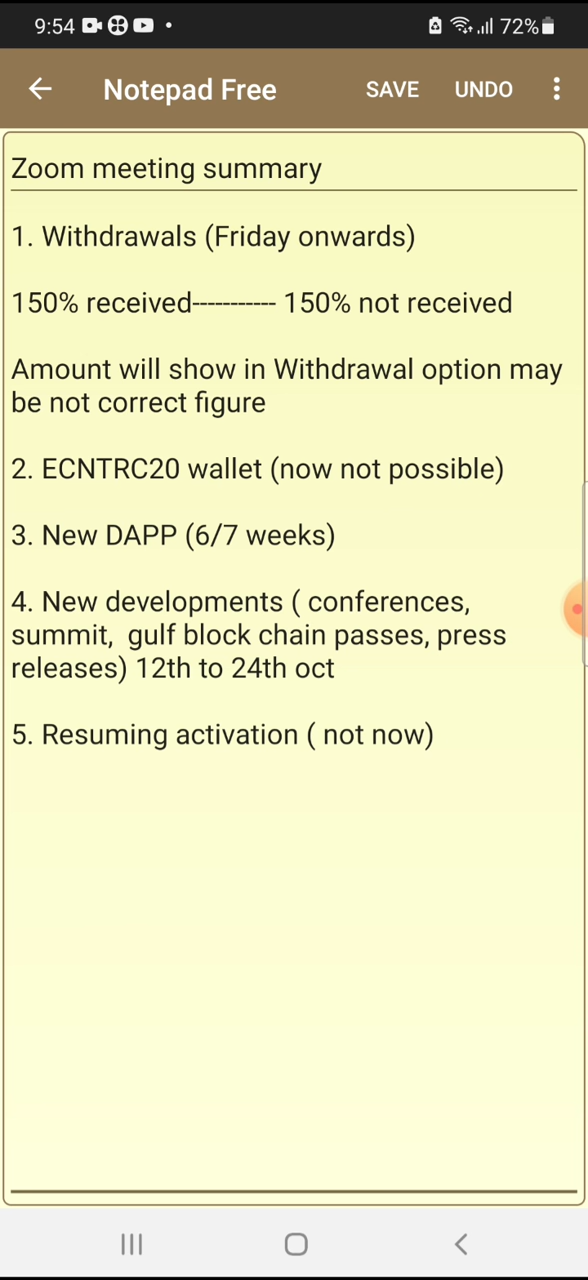 9:54
72%
Notepad Free SAVE UNDO
Zoom meeting summary
1. Withdrawals (Friday onwards)
150% received----------- 150% not received
Amount will show in Withdrawal option may
be not correct figure
2. ECNTRC20 wallet (now not possible)
3. New DAPP (6/7 weeks)
4. New developments ( conferences,
summit,  gulf block chain passes, press
releases) 12th to 24th oct
5. Resuming activation ( not now)